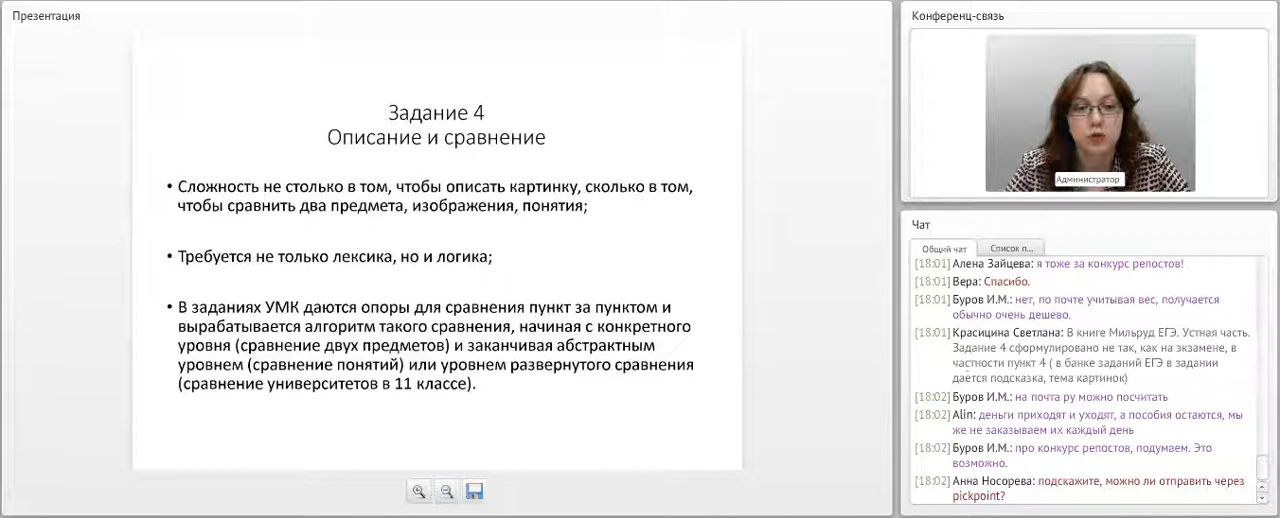 Презентация
Задание 4
Описание и сравнение
• Сложность не столько в том, чтобы описать картинку, сколько в том,
чтобы сравнить два предмета, изображения, понятия;
• Требуется не только лексика, но и логика;
• В заданиях УМК даются опоры для сравнения пункт за пунктом и
вырабатывается алгоритм такого сравнения, начиная с конкретного
уровня (сравнение двух предметов) и заканчивая абстрактным
уровнем (сравнение понятий) или уровнем развернутого сравнения
(сравнение университетов в 11 классе).
Конференц-связь
Администратор
Чат
Общий чат
Список п...
[18:01] Алена Зайцева: я тоже за конкурс репостов!
[18:01] Вера: Спасибо.
[18:01] Буров И.М.: нет, по почте учитывая вес, получается
обычно очень дешево.
[18:01] Красицина Светлана: В книге Мильруд ЕГЭ. Устная часть.
Задание 4 сформулировано не так, как на экзамене, в
частности пункт 4 ( в банке заданий ЕГЭ в задании
даётся подсказка, тема картинок)
[18:02] Буров И.М.: на почта ру можно посчитать
[18:02] Alin: деньги приходят и уходят, а пособия остаются, мы
же не заказываем их каждый день
[18:02] Буров И.М.: про конкурс репостов, подумаем. Это
возможно.
[18:02] Анна Носорева: подскажите, можно ли отправить через
pickpoint?